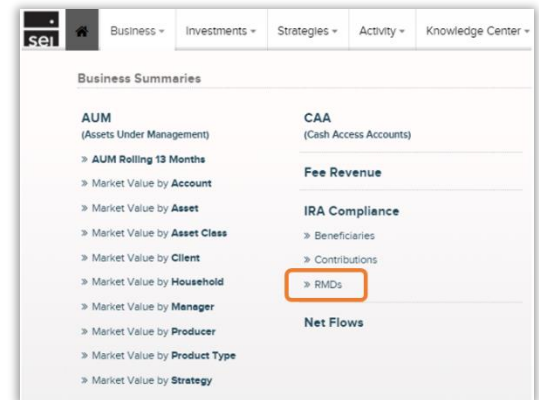 sei
Business Investments Strategies Activity Knowledge Center
Business Summaries
AUM
(Assets Under Management)
» AUM Rolling 13 Months
» Market Value by Account
» Market Value by Asset
» Market Value by Asset Class
» Market Value by Client
» Market Value by Household
» Market Value by Manager
» Market Value by Producer
» Market Value by Product Type
» Market Value by Strategy
CAA
(Cash Access Accounts)
Fee Revenue
IRA Compliance
» Beneficiaries
» Contributions
» RMDs
Net Flows